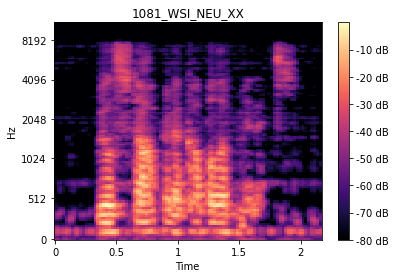 1081_WSI_NEU_XX
8192
4096
2048
1024
512
0
Hz
0
0.5
1
1.5
2
Time
-10 dB
-20 dB
-30 dB
-40 dB
-50 dB
-60 dB
-70 dB
-80 dB